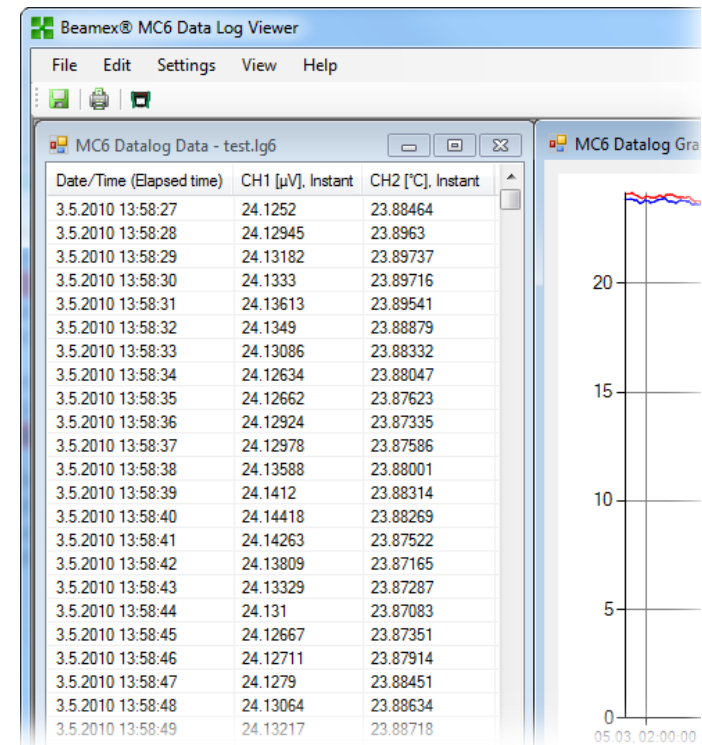 Beamex® MC6 Data Log Viewer
File Edit Settings View Help
MC6 Datalog Data - test.lg6
Date/Time (Elapsed time) CH1 [µV], Instant CH2 [°C], Instant
3.5.2010 13:58:27 24.1252 23.88464
3.5.2010 13:58:28 24.12945 23.8963
3.5.2010 13:58:29 24.13182 23.89737
3.5.2010 13:58:30 24.1333 23.89716
3.5.2010 13:58:31 24.13613 23.89541
3.5.2010 13:58:32 24.1349 23.88879
3.5.2010 13:58:33 24.13086 23.88332
3.5.2010 13:58:34 24.12634 23.88047
3.5.2010 13:58:35 24.12662 23.87623
3.5.2010 13:58:36 24.12924 23.87335
3.5.2010 13:58:37 24.12978 23.87586
3.5.2010 13:58:38 24.13588 23.88001
3.5.2010 13:58:39 24.1412 23.88314
3.5.2010 13:58:40 24.14418 23.88269
3.5.2010 13:58:41 24.14263 23.87522
3.5.2010 13:58:42 24.13809 23.87165
3.5.2010 13:58:43 24.13329 23.87287
3.5.2010 13:58:44 24.131 23.87083
3.5.2010 13:58:45 24.12667 23.87351
3.5.2010 13:58:46 24.12711 23.87914
3.5.2010 13:58:47 24.1279 23.88451
3.5.2010 13:58:48 24.13064 23.88634
3.5.2010 13:58:49 24.13217 23.88718
MC6 Datalog Gra
20
15
10
5
0
05.03, 02:00:00